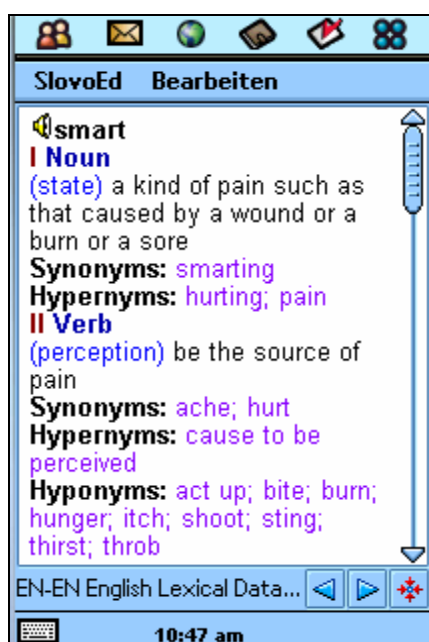 SlovoEd Bearbeiten
smart
I Noun
(state) a kind of pain such as
that caused by a wound or a
burn or a sore
Synonyms: smarting
Hypernyms: hurting; pain
II Verb
(perception) be the source of
pain
Synonyms: ache; hurt
Hypernyms: cause to be
perceived
Hyponyms: act up; bite; burn;
hunger; itch; shoot; sting;
thirst; throb
EN-EN English Lexical Data...
10:47 am